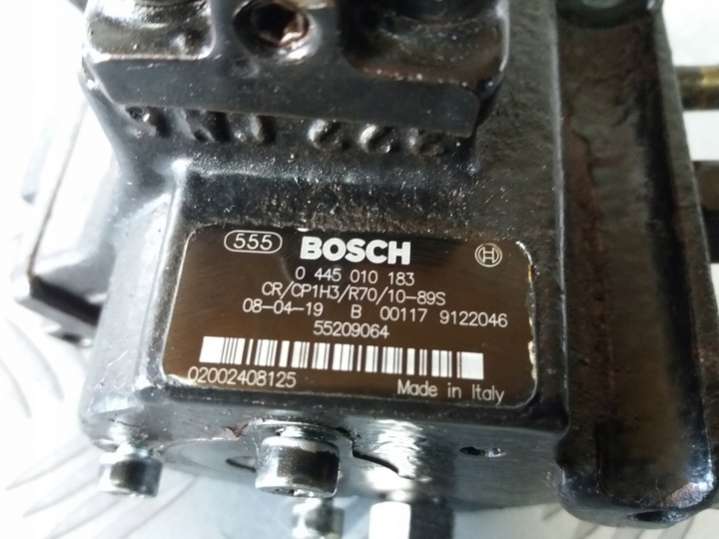 555 BOSCH
0 445 010 183
CR/CP1H3/R70/10-89S
08-04-19 B 00117 9122046
55209064
02002408125 Made in Italy